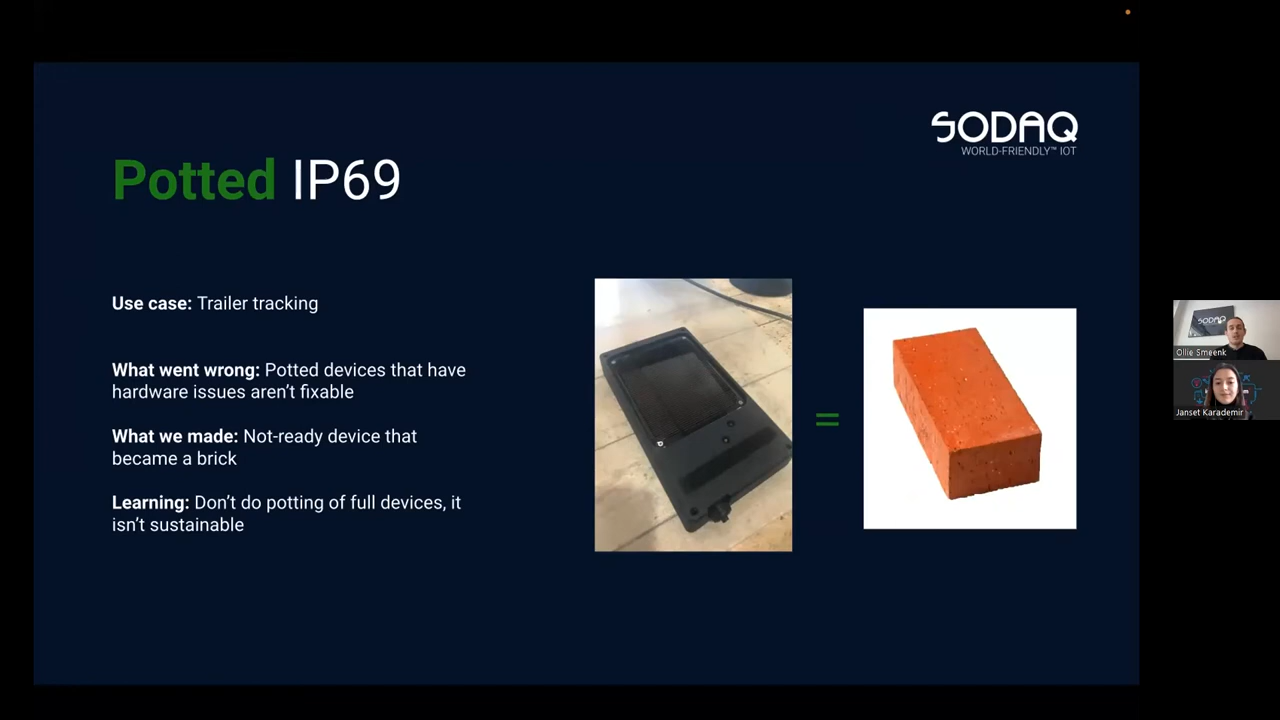 SODAQ
WORLD-FRIENDLY™ IOT
Potted IP69
Use case: Trailer tracking
What went wrong: Potted devices that have
hardware issues aren’t fixable
What we made: Not-ready device that
became a brick
Learning: Don’t do potting of full devices, it
isn’t sustainable
=
SODAQ
Ollie Smeenk
Janset Karademir